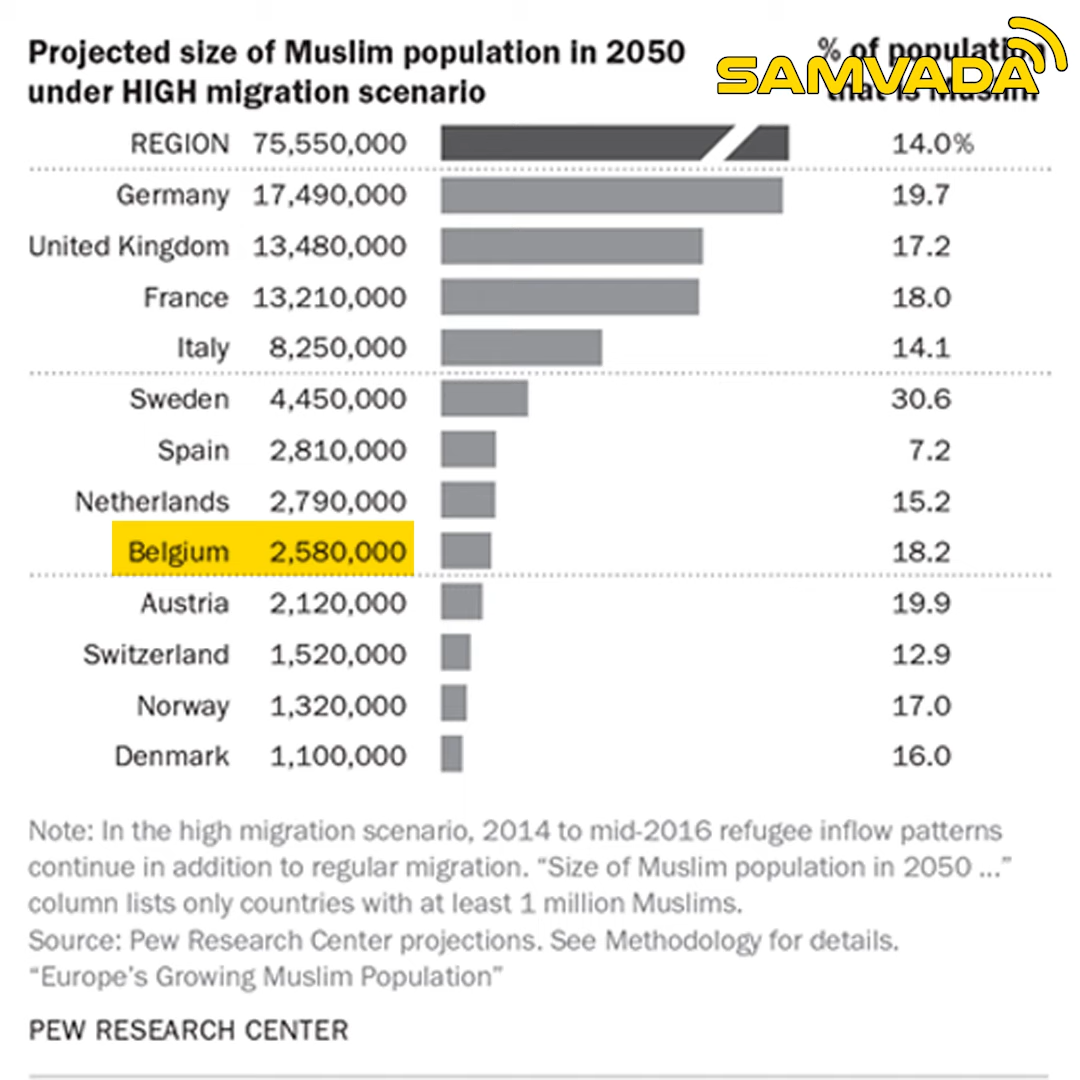 Projected size of Muslim population in 2050
under HIGH migration scenario
% of population
that is Muslim
SAMVADA
REGION 75,550,000 14.0%
Germany 17,490,000 19.7
United Kingdom 13,480,000 17.2
France 13,210,000 18.0
Italy 8,250,000 14.1
Sweden 4,450,000 30.6
Spain 2,810,000 7.2
Netherlands 2,790,000 15.2
Belgium 2,580,000 18.2
Austria 2,120,000 19.9
Switzerland 1,520,000 12.9
Norway 1,320,000 17.0
Denmark 1,100,000 16.0
Note: In the high migration scenario, 2014 to mid-2016 refugee inflow patterns
continue in addition to regular migration. “Size of Muslim population in 2050 ...”
column lists only countries with at least 1 million Muslims.
Source: Pew Research Center projections. See Methodology for details.
“Europe’s Growing Muslim Population”
PEW RESEARCH CENTER